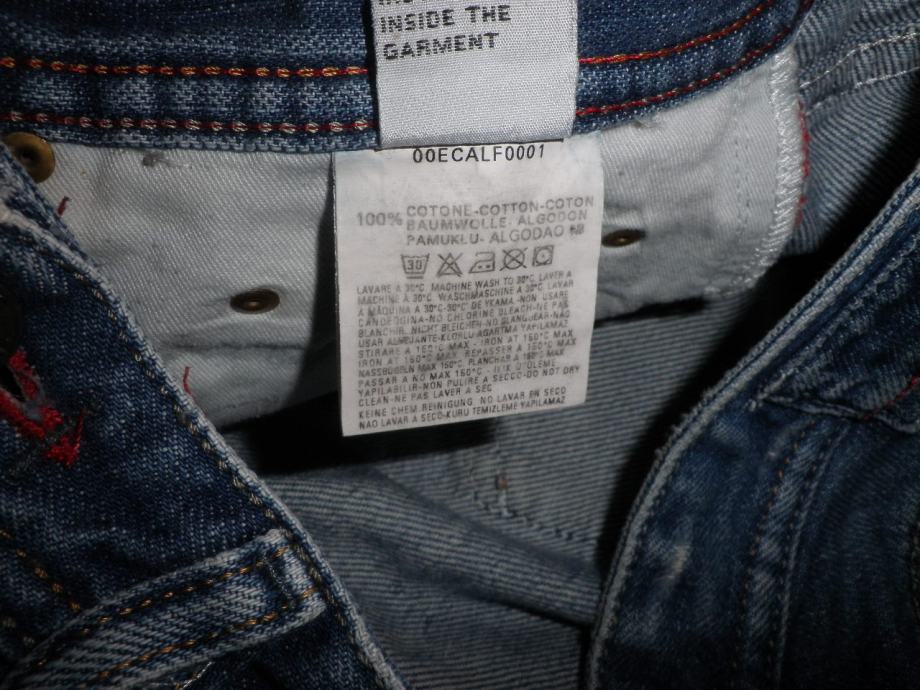 INSIDE THE
GARMENT
00ECALF0001
100% COTONE-COTTON-COTON
BAUMWOLLE- ALGODON
PAMUKLU- ALGODAO
30
LAVARE A 30°C. MACHINE WASH TO 30°C. LAVER A
MACHINE A 30°C. WASCHMASCHINE A 30°C. LAVAR
A MÁQUINA A 30°C-30°C' DE YIKAMA-NON USARE
CANDEGGINA-NO CHLORINE BLEACH-NE PAS
BLANCHIR. NICHT BLEICHEN-NO BLANQUEAR-NÃO
USAR ALVEJANTE-KLORLU AGARTMA YAPILAMAZ
STIRARE A 150°C MAX - IRON AT 150°C MAX
IRON AT 150°C MAX. REPASSER A 150°C MAX
MAX 150°C. PLANCHAR A 150°C MAX
PASSAR A NO MAX 150°C -
YAPILABILIR-NON PULIRE A SECCO-DO NOT DRY
CLEAN-NE PAS LAVER A SEC
KEINE CHEM.REINIGUNG. NO LAVAR EN SECO
NAO LAVAR A SECO-KURU TEMIZLEME YAPILAMAZ